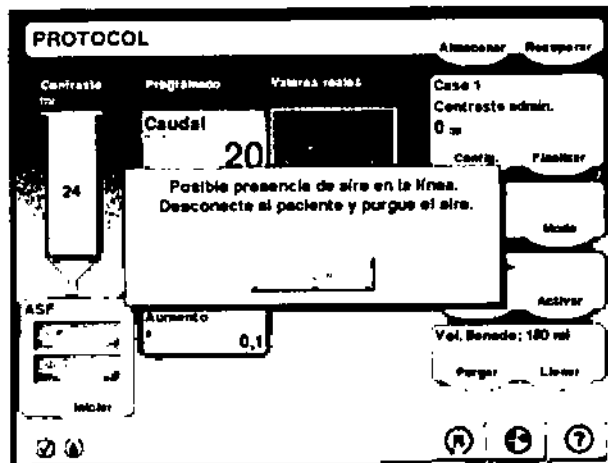 PROTOCOL
Almacenar Recuperar
Contraste
Programado
Valores reales
Caso 1
Contraste admin.
0
Caudal
20
Config. Finalizar
24
Posible presencia de aire en la línea.
Desconecte al paciente y purgue el aire.
Modo
Activar
ASF
Aumento
0,1
Vol. llenado: 180 ml
Purgar Llenar
Iniciar
R
?